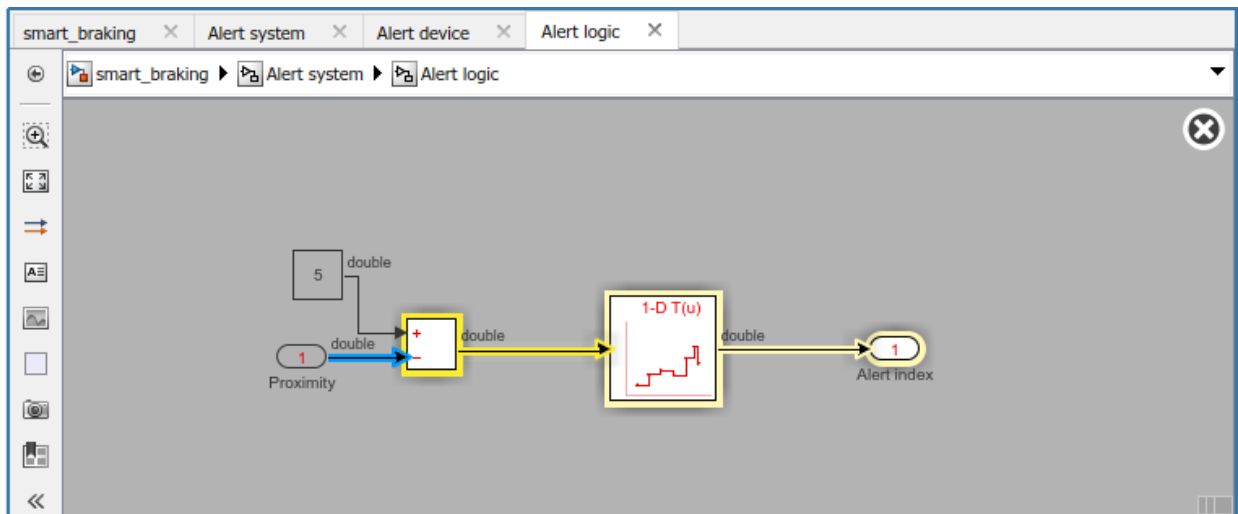 smart_braking Alert system Alert device Alert logic
smart_braking Alert system Alert logic
5
double
1
double
Proximity
+
−
double
1-D T(u)
double
1
Alert index